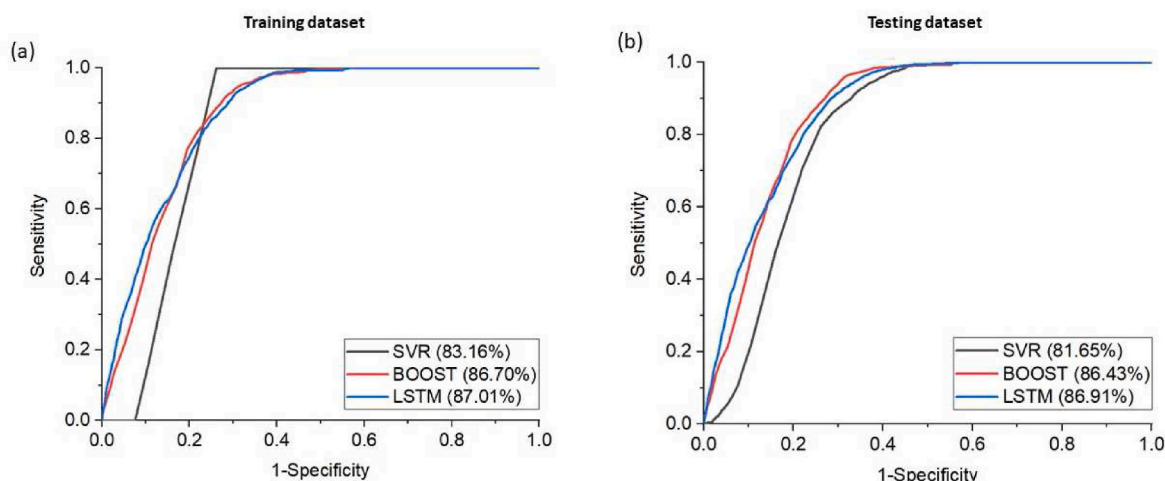 Training dataset
(a)
1.0
0.8
0.6
0.4
0.2
0.0
Sensitivity
SVR (83.16%)
BOOST (86.70%)
LSTM (87.01%)
0.0 0.2 0.4 0.6 0.8 1.0
1-Specificity
Testing dataset
(b)
1.0
0.8
0.6
0.4
0.2
0.0
Sensitivity
SVR (81.65%)
BOOST (86.43%)
LSTM (86.91%)
0.0 0.2 0.4 0.6 0.8 1.0
1-Specificity